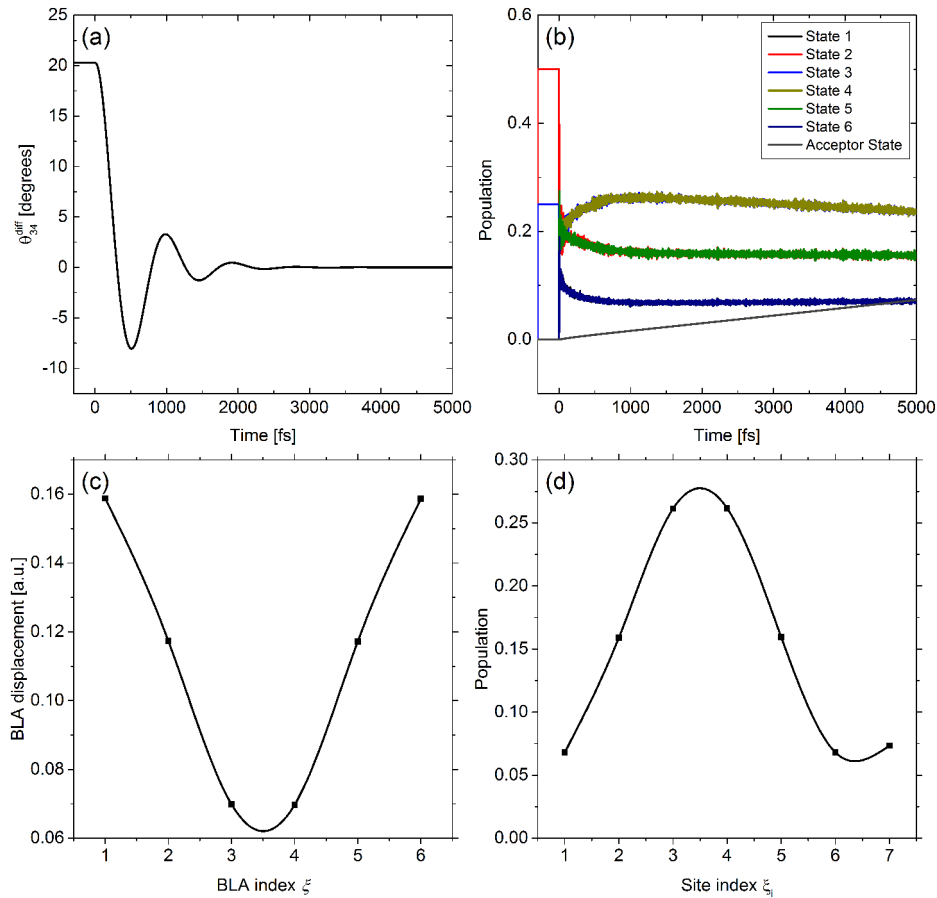 (a)
25
20
15
10
5
0
-5
-10
θ₃₄^diff [degrees]
0 1000 2000 3000 4000 5000
Time [fs]
(b)
0.6
0.4
0.2
0.0
Population
State 1
State 2
State 3
State 4
State 5
State 6
Acceptor State
0 1000 2000 3000 4000 5000
Time [fs]
(c)
0.16
0.14
0.12
0.10
0.08
0.06
BLA displacement [a.u.]
1 2 3 4 5 6
BLA index ξ
(d)
0.30
0.25
0.20
0.15
0.10
0.05
0.00
Population
1 2 3 4 5 6 7
Site index ξᵢ